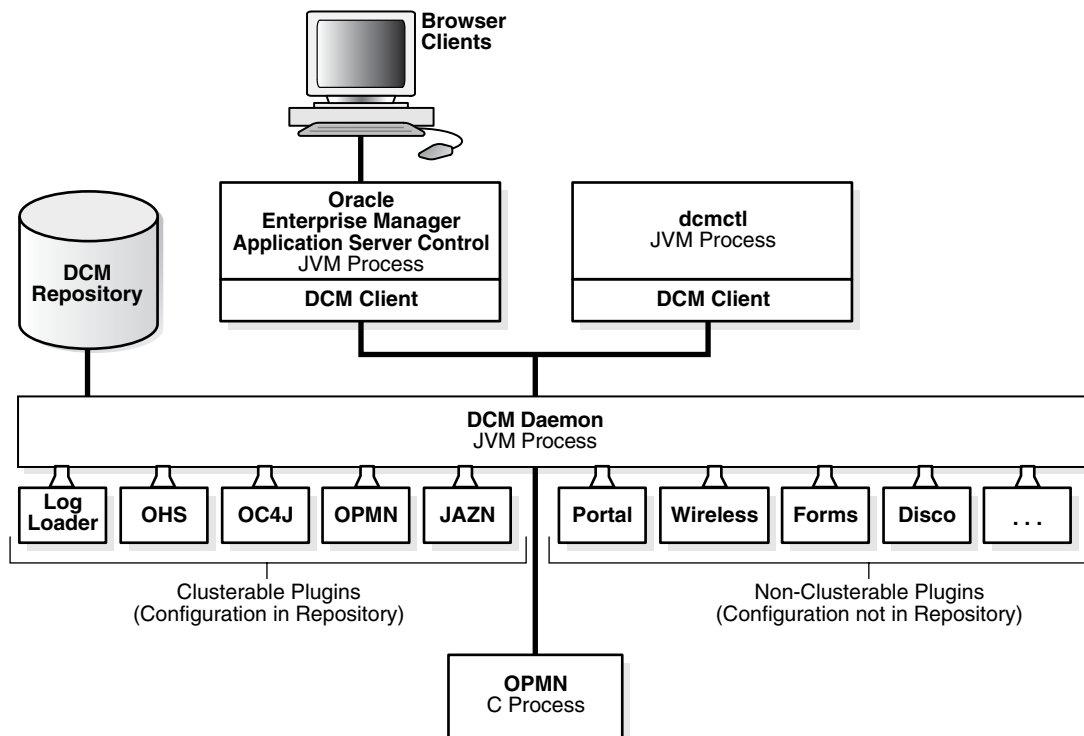 Browser
Clients
Oracle
Enterprise Manager
Application Server Control
JVM Process
DCM Client
dcmctl
JVM Process
DCM Client
DCM
Repository
DCM Daemon
JVM Process
Log
Loader
OHS
OC4J
OPMN
JAZN
Portal
Wireless
Forms
Disco
. . .
Clusterable Plugins
(Configuration in Repository)
Non-Clusterable Plugins
(Configuration not in Repository)
OPMN
C Process